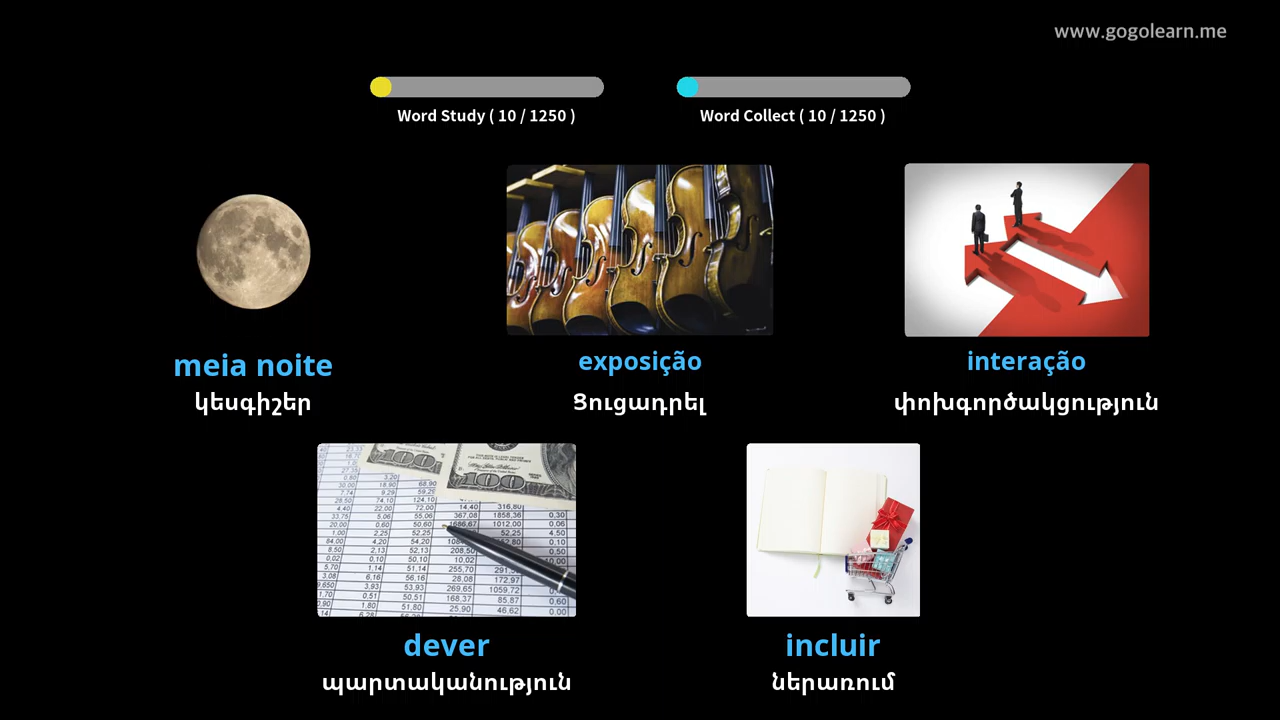 www.gogolearn.me
Word Study ( 10 / 1250 )
Word Collect ( 10 / 1250 )
meia noite
կեսգիշեր
exposição
Ցուցադրել
interação
փոխգործակցություն
dever
պարտականություն
incluir
ներառում